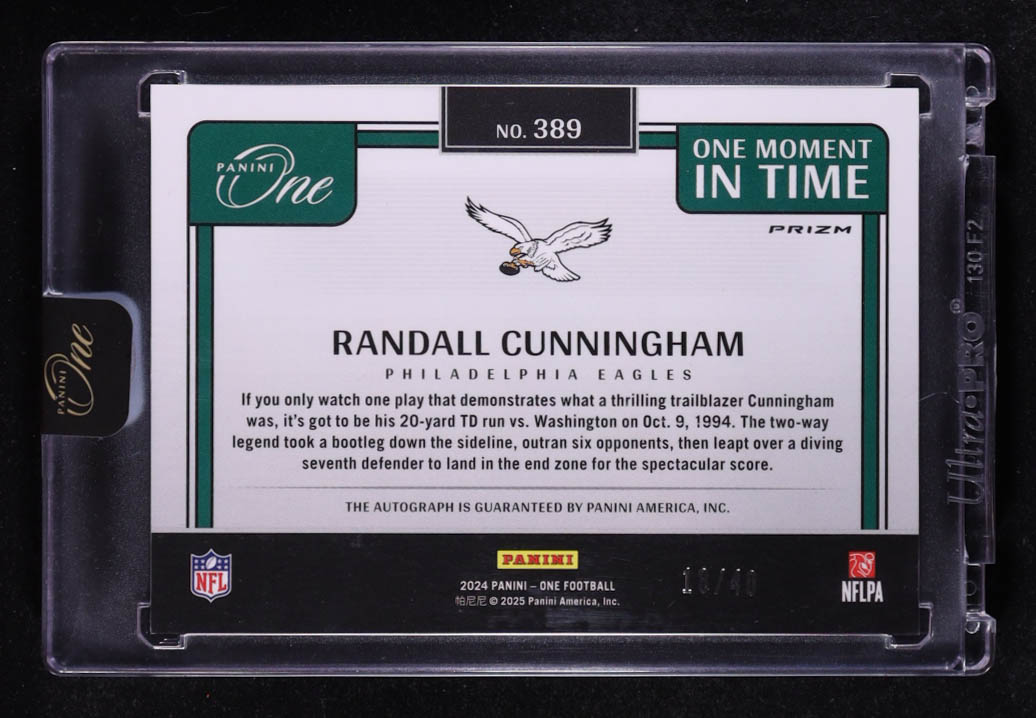 NO. 389
PANINI
One
ONE MOMENT
IN TIME
PRIZM
RANDALL CUNNINGHAM
PHILADELPHIA EAGLES
If you only watch one play that demonstrates what a thrilling trailblazer Cunningham
was, it's got to be his 20-yard TD run vs. Washington on Oct. 9, 1994. The two-way
legend took a bootleg down the sideline, outran six opponents, then leapt over a diving
seventh defender to land in the end zone for the spectacular score.
THE AUTOGRAPH IS GUARANTEED BY PANINI AMERICA, INC.
NFL
PANINI
2024 PANINI – ONE FOOTBALL
帕尼尼 © 2025 Panini America, Inc.
NFLPA
PANINI
One
UltraPRO
130 F2